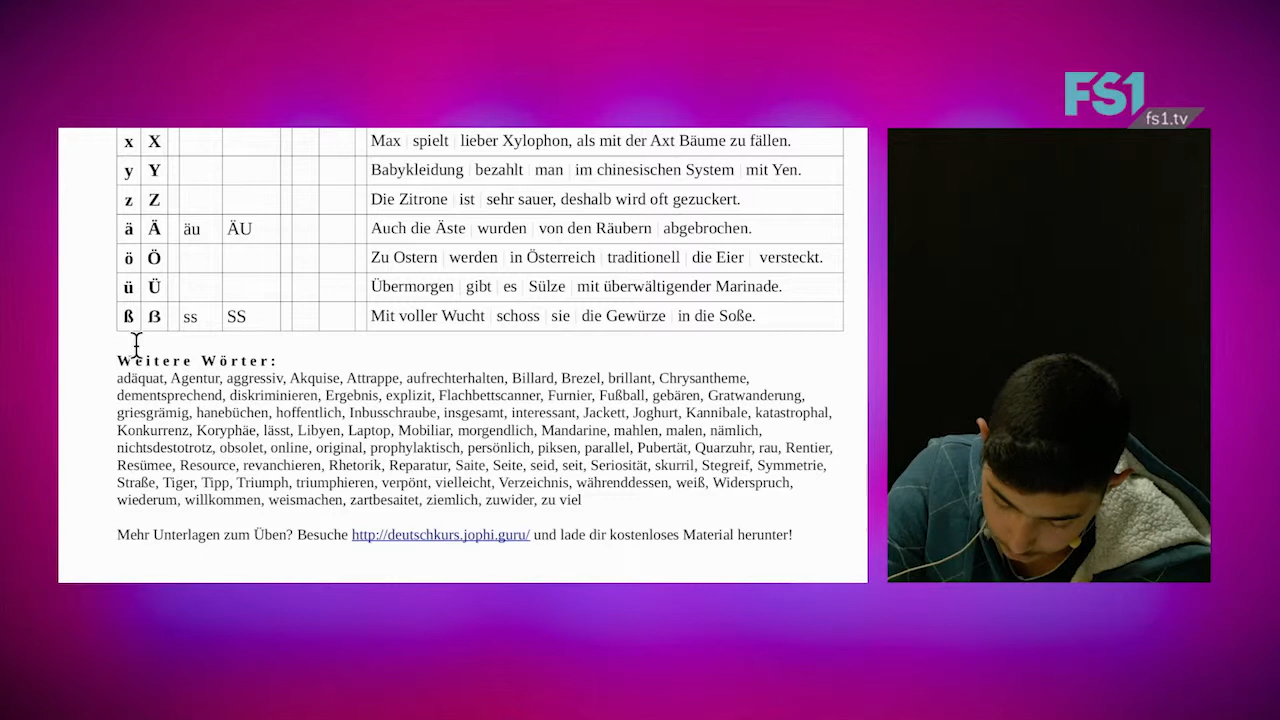 FS1
fs1.tv
x X Max spielt lieber Xylophon, als mit der Axt Bäume zu fällen.
y Y Babykleidung bezahlt man im chinesischen System mit Yen.
z Z Die Zitrone ist sehr sauer, deshalb wird oft gezuckert.
ä Ä äu ÄU Auch die Äste wurden von den Räubern abgebrochen.
ö Ö Zu Ostern werden in Österreich traditionell die Eier versteckt.
ü Ü Übermorgen gibt es Sülze mit überwältigender Marinade.
ß ẞ ss SS Mit voller Wucht schoss sie die Gewürze in die Soße.
Weitere Wörter:
adäquat, Agentur, aggressiv, Akquise, Attrappe, aufrechterhalten, Billard, Brezel, brillant, Chrysantheme,
dementsprechend, diskriminieren, Ergebnis, explizit, Flachbettscanner, Furnier, Fußball, gebären, Gratwanderung,
griesgrämig, hanebüchen, hoffentlich, Inbusschraube, insgesamt, interessant, Jackett, Joghurt, Kannibale, katastrophal,
Konkurrenz, Koryphäe, lässt, Libyen, Laptop, Mobiliar, morgendlich, Mandarine, mahlen, malen, nämlich,
nichtsdestotrotz, obsolet, online, original, prophylaktisch, persönlich, piksen, parallel, Pubertät, Quarzuhr, rau, Rentier,
Resümee, Resource, revanchieren, Rhetorik, Reparatur, Saite, Seite, seid, seit, Seriosität, skurril, Stegreif, Symmetrie,
Straße, Tiger, Tipp, Triumph, triumphieren, verpönt, vielleicht, Verzeichnis, währenddessen, weiß, Widerspruch,
wiederum, willkommen, weismachen, zartbesaitet, ziemlich, zuwider, zu viel
Mehr Unterlagen zum Üben? Besuche http://deutschkurs.jophi.guru/ und lade dir kostenloses Material herunter!